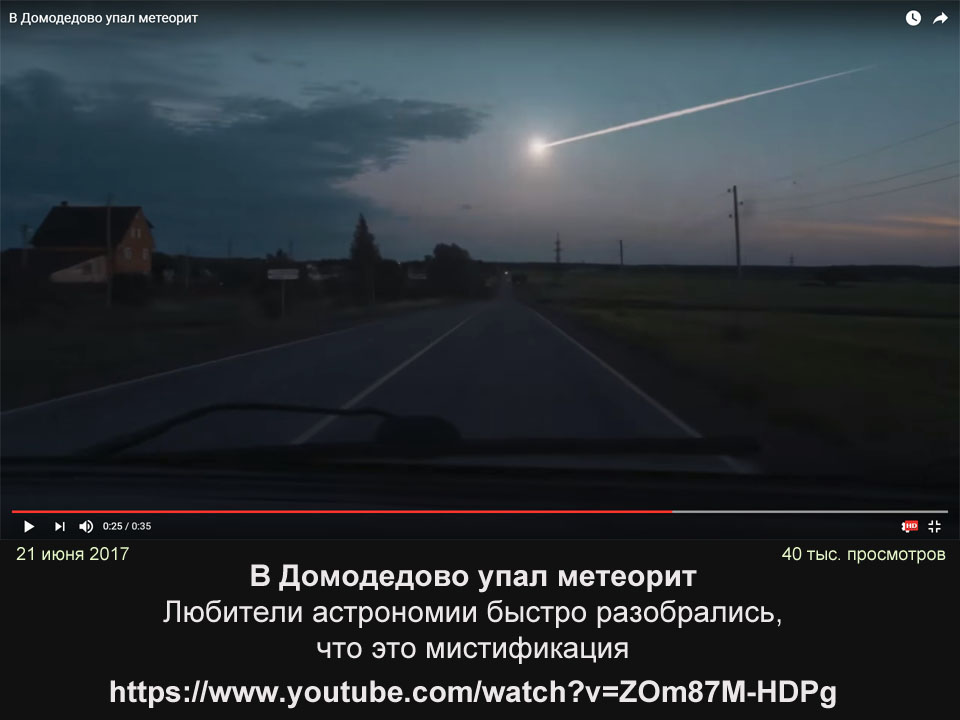 В Домодедово упал метеорит
0:25 / 0:35
HD
21 июня 2017
40 тыс. просмотров
В Домодедово упал метеорит
Любители астрономии быстро разобрались,
что это мистификация
https://www.youtube.com/watch?v=ZOm87M-HDPg